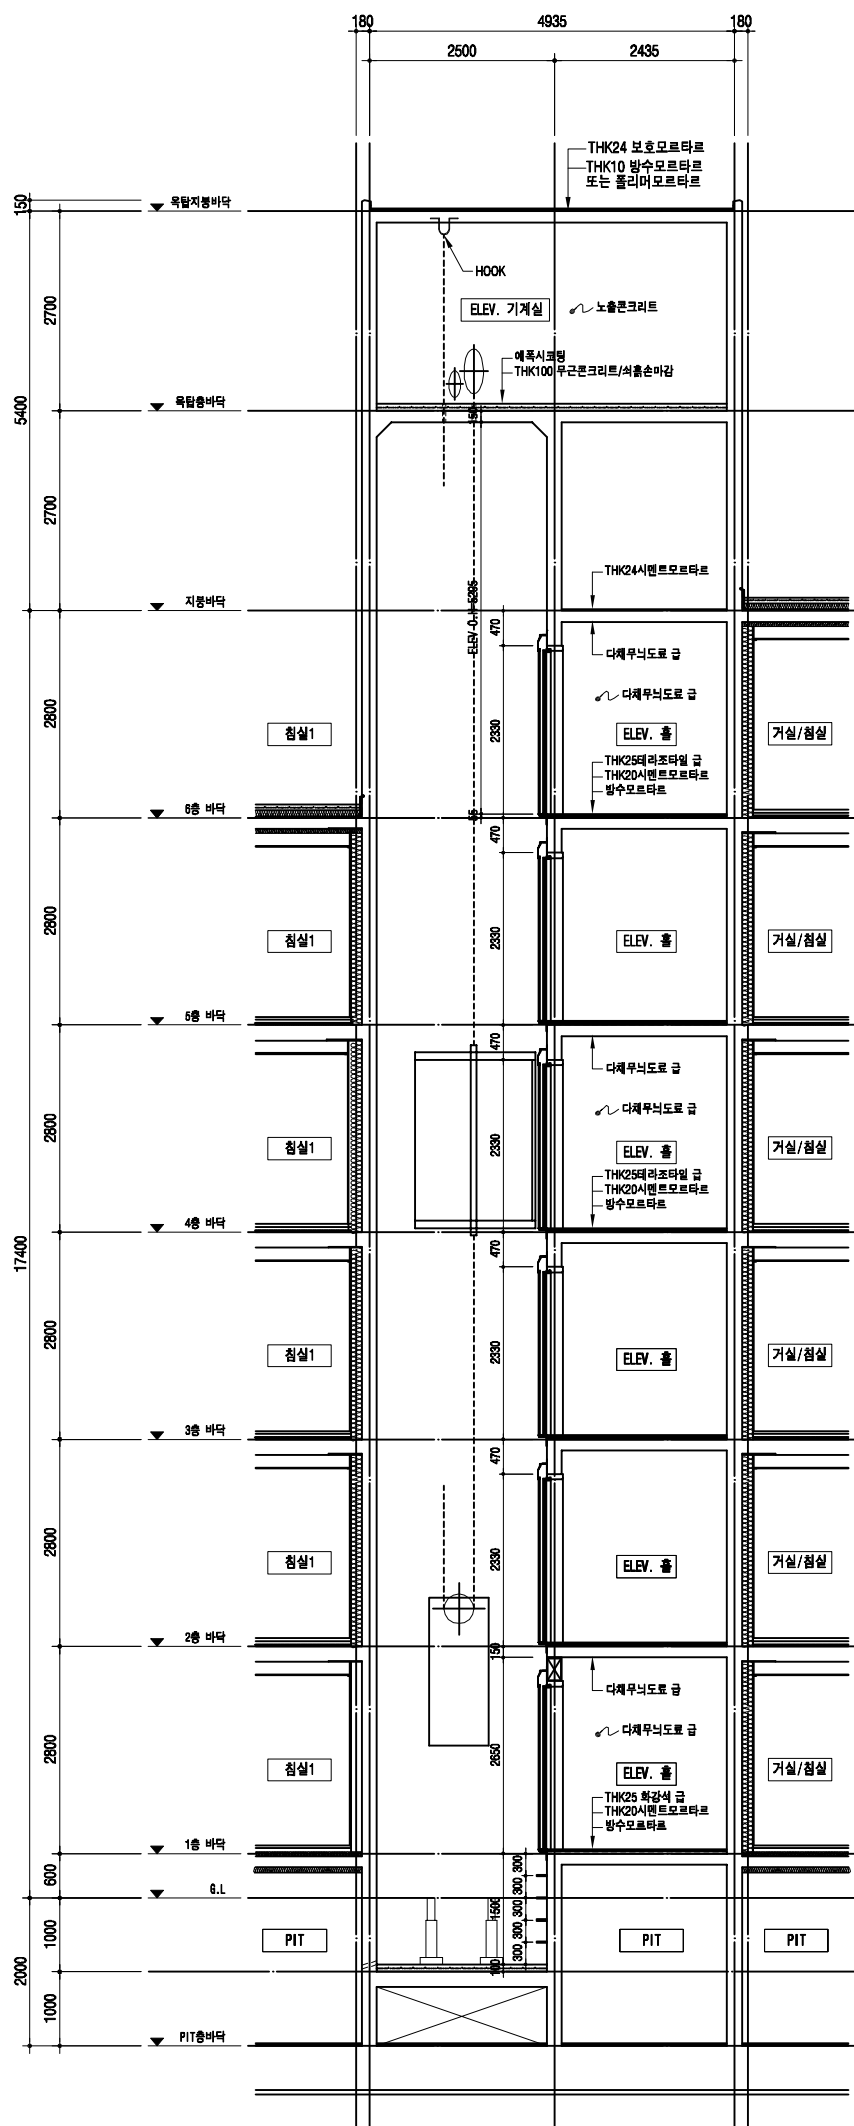 180 4935 180
2500 2435
THK24 보호모르타르
THK10 방수모르타르
또는 폴리머모르타르
150
옥탑지붕바닥
HOOK
2700
ELEV. 기계실
노출콘크리트
에폭시코팅
THK100 무근콘크리트/쇠흙손마감
5400
옥탑층바닥
150
2700
THK24시멘트모르타르
지붕바닥
ELEV-O.H=5295
470
다채무늬도료 급
다채무늬도료 급
2800
침실1
2330
ELEV. 홀
거실/침실
THK25테라조타일 급
THK20시멘트모르타르
방수모르타르
6층 바닥
55
470
2800
침실1
2330
ELEV. 홀
거실/침실
5층 바닥
470
다채무늬도료 급
다채무늬도료 급
2800
침실1
2330
ELEV. 홀
거실/침실
THK25테라조타일 급
THK20시멘트모르타르
방수모르타르
4층 바닥
17400
470
2800
침실1
2330
ELEV. 홀
거실/침실
3층 바닥
470
2800
침실1
2330
ELEV. 홀
거실/침실
2층 바닥
150
다채무늬도료 급
다채무늬도료 급
2800
침실1
2650
ELEV. 홀
거실/침실
THK25 화강석 급
THK20시멘트모르타르
방수모르타르
1층 바닥
600
300
300
G.L
1500
300
1000
PIT
300
PIT
PIT
300
100
2000
1000
PIT층바닥